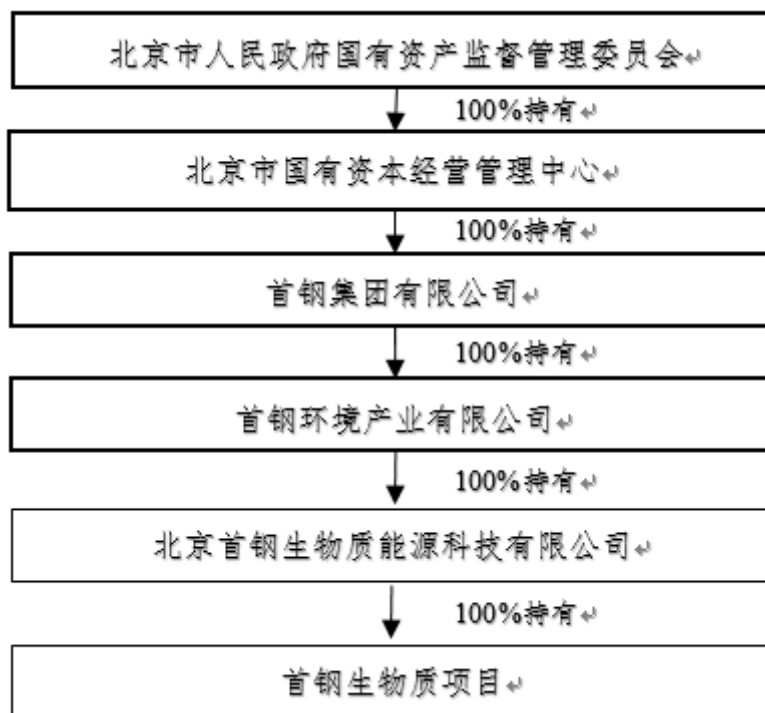 北京市人民政府国有资产监督管理委员会↵
100%持有↵
北京市国有资本经营管理中心↵
100%持有↵
首钢集团有限公司↵
100%持有↵
首钢环境产业有限公司↵
100%持有↵
北京首钢生物质能源科技有限公司↵
100%持有↵
首钢生物质项目↵